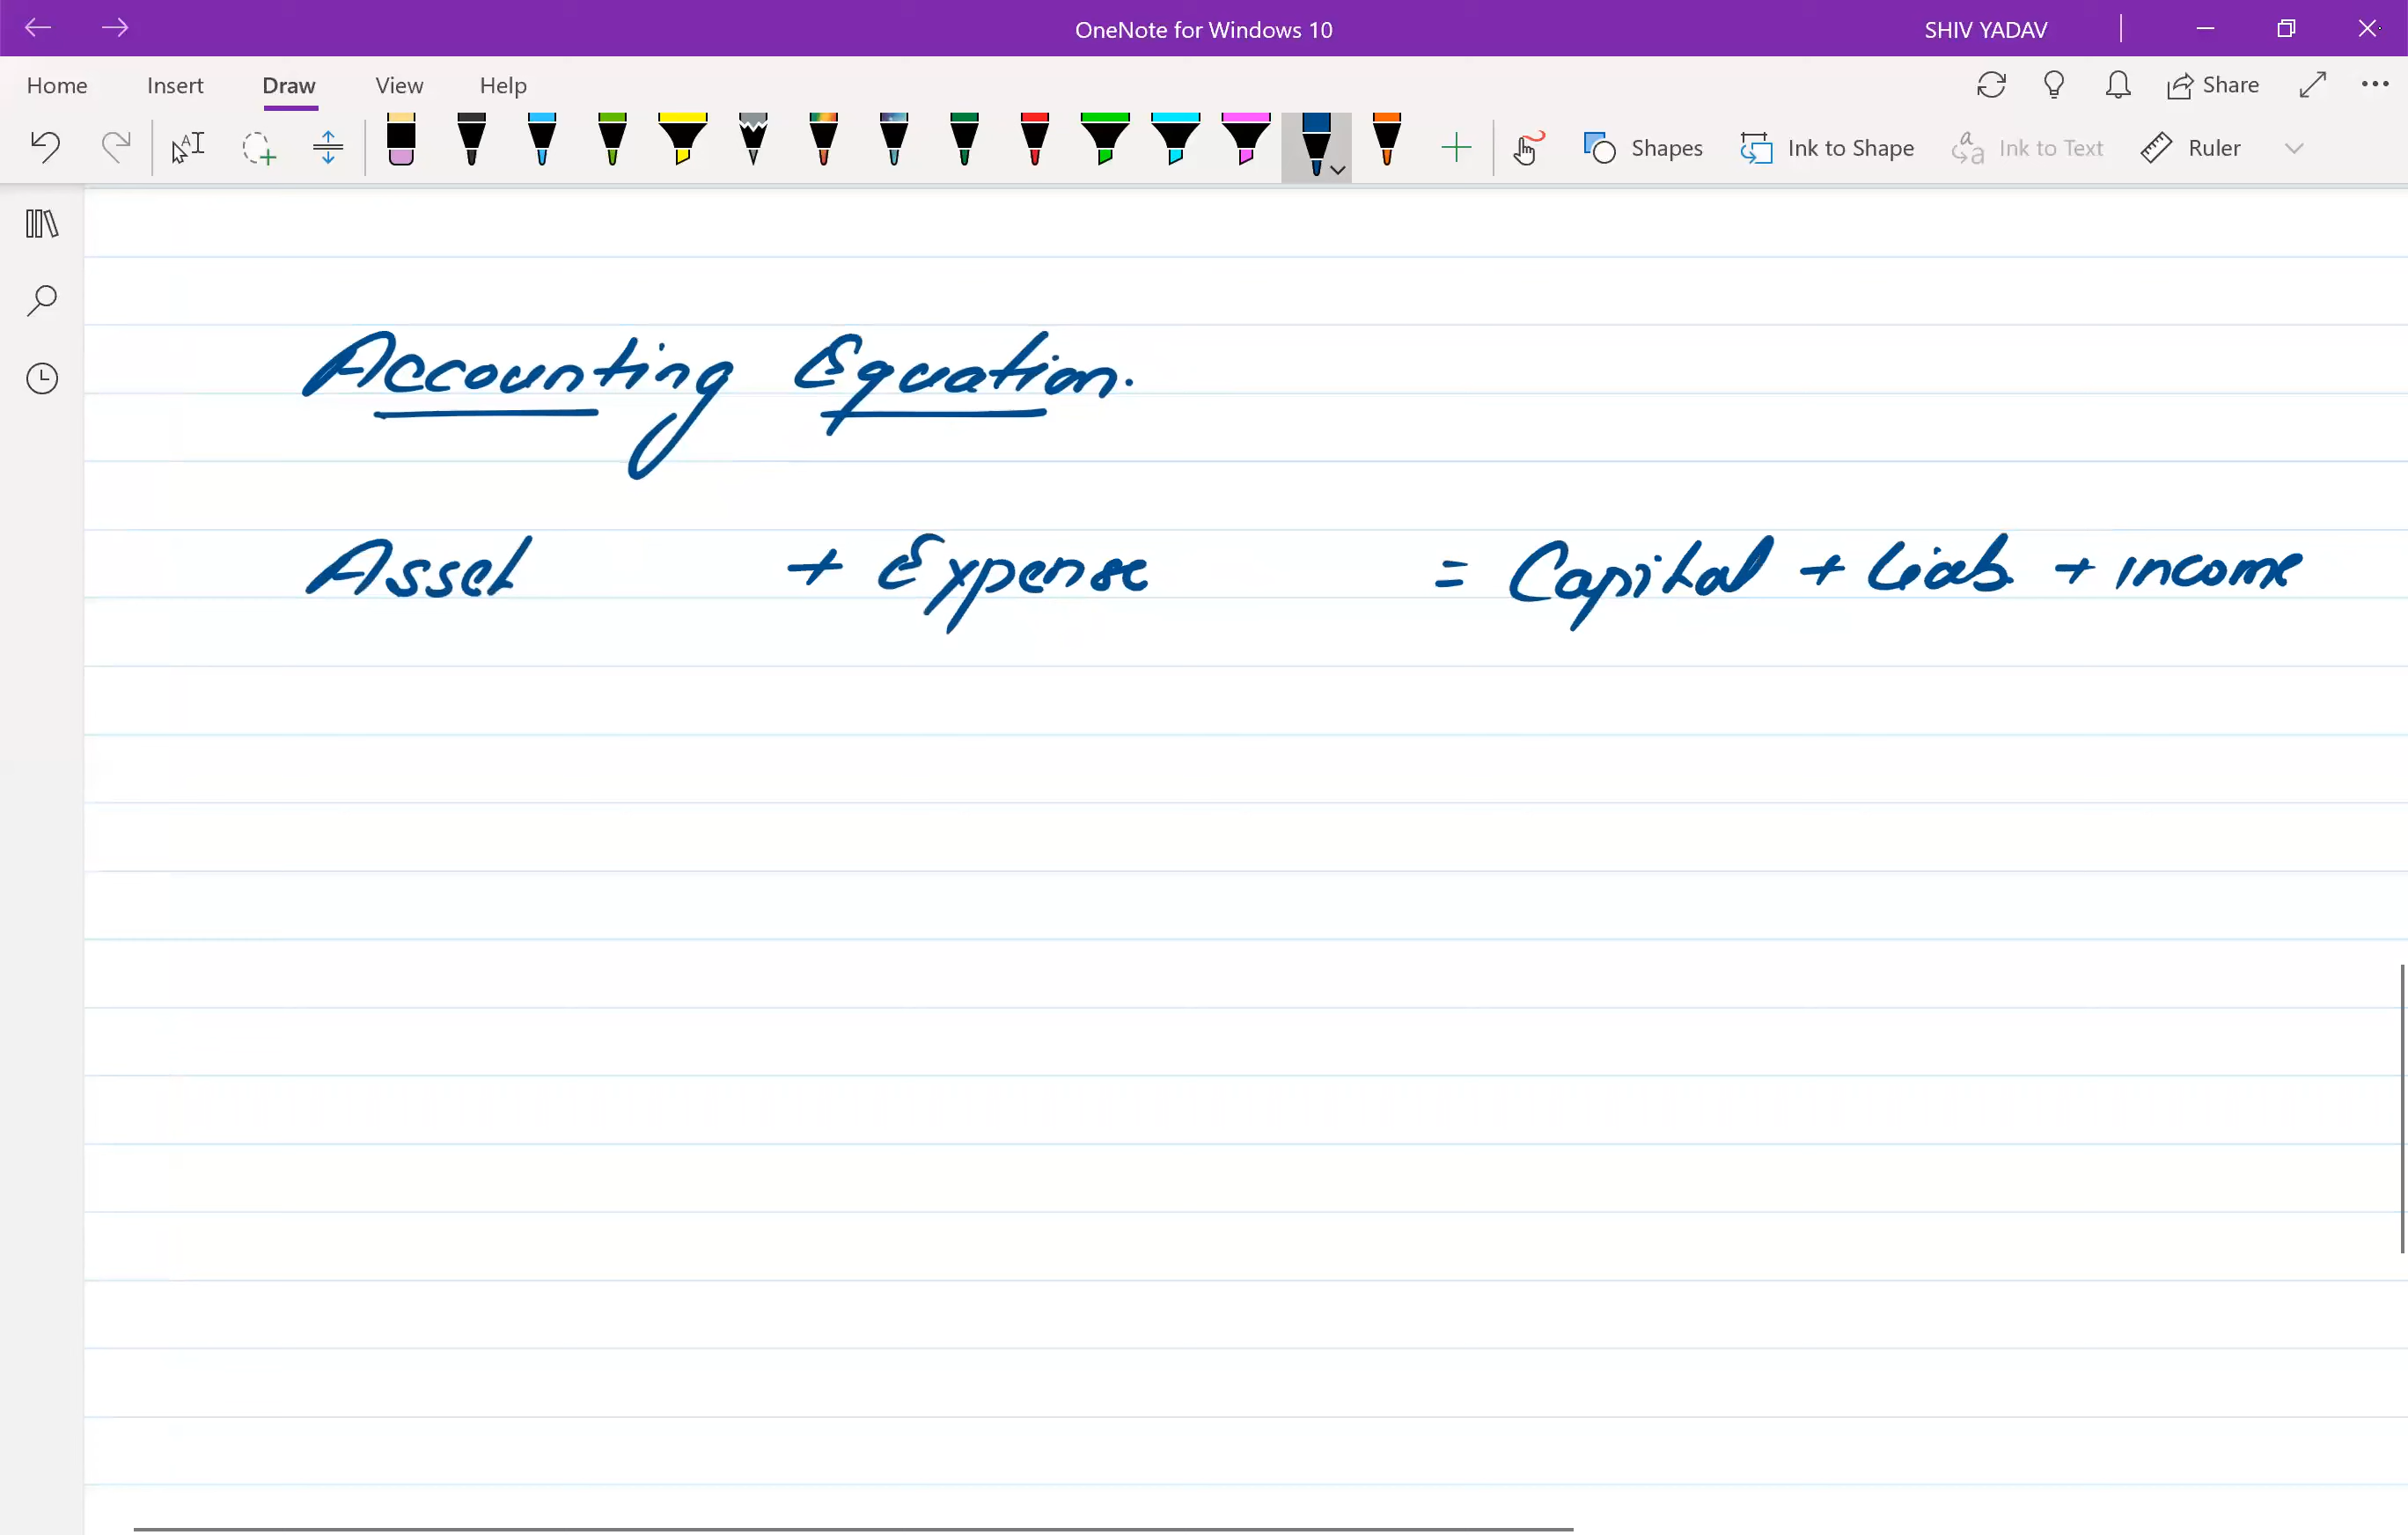 OneNote for Windows 10 SHIV YADAV
Home Insert Draw View Help Share
Shapes Ink to Shape Ink to Text Ruler
Accounting Equation.
Asset + Expense = Capital + Liab + income